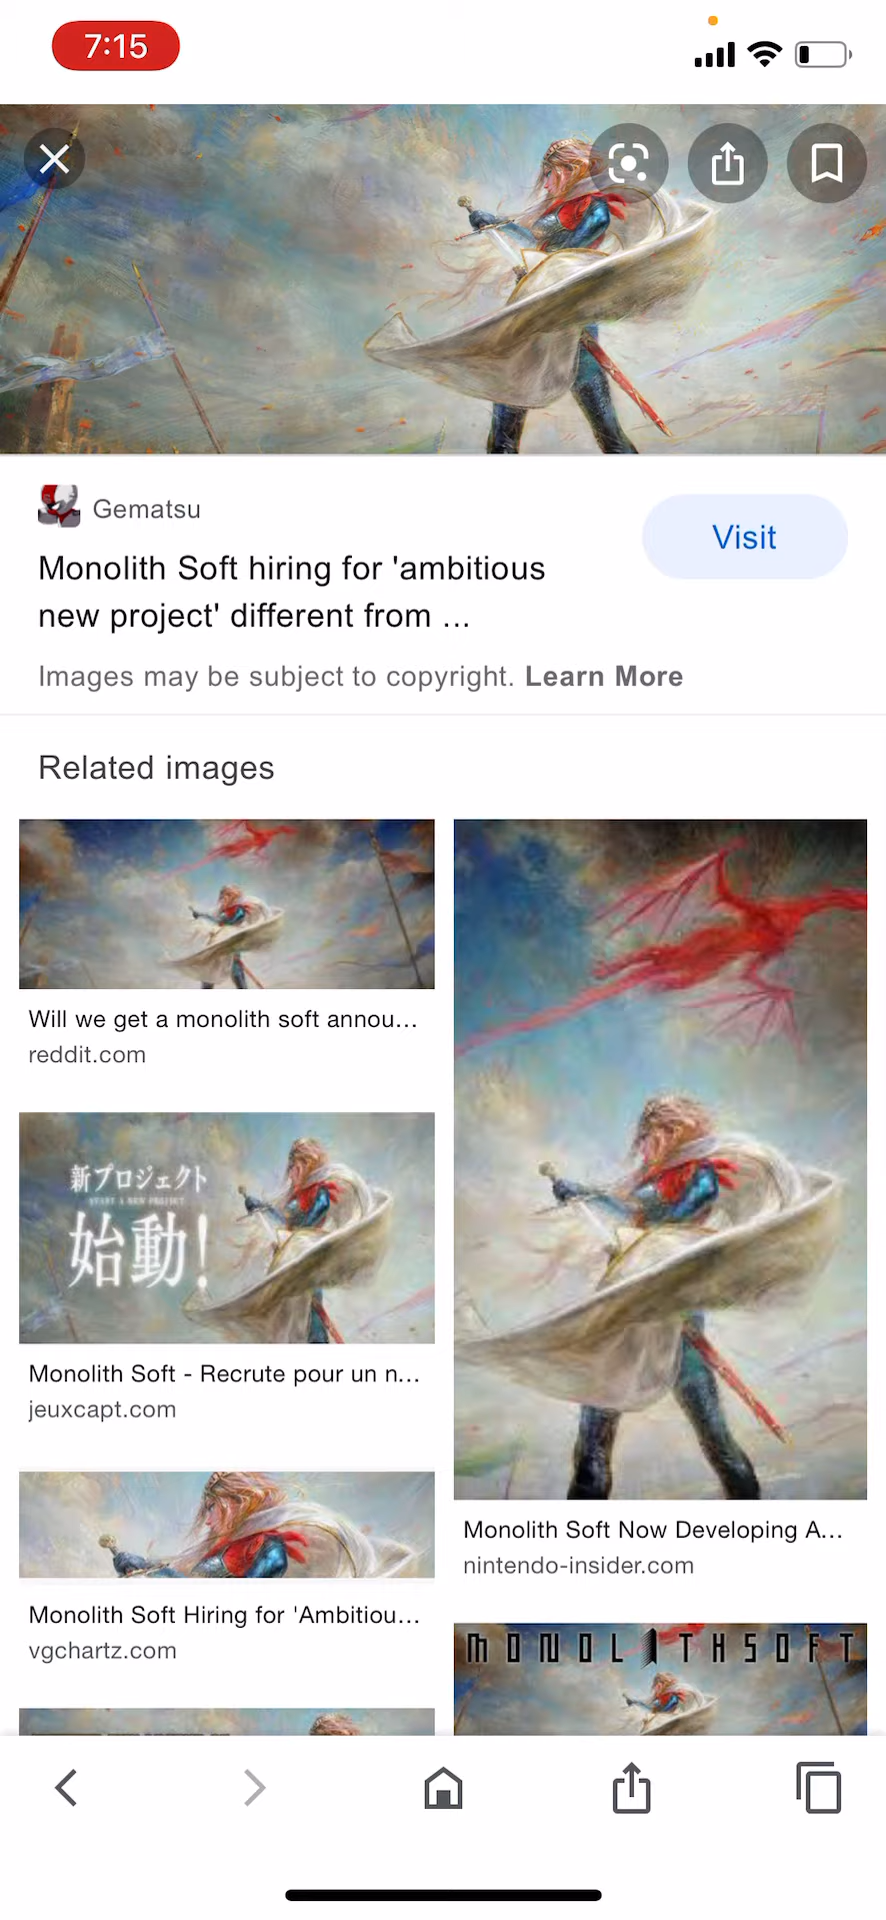 7:15
Gematsu
Visit
Monolith Soft hiring for 'ambitious
new project' different from ...
Images may be subject to copyright. Learn More
Related images
Will we get a monolith soft annou...
reddit.com
新プロジェクト
START A NEW PROJECT
始動!
Monolith Soft - Recrute pour un n...
jeuxcapt.com
Monolith Soft Hiring for 'Ambitiou...
vgchartz.com
Monolith Soft Now Developing A...
nintendo-insider.com
MONOLITHSOFT